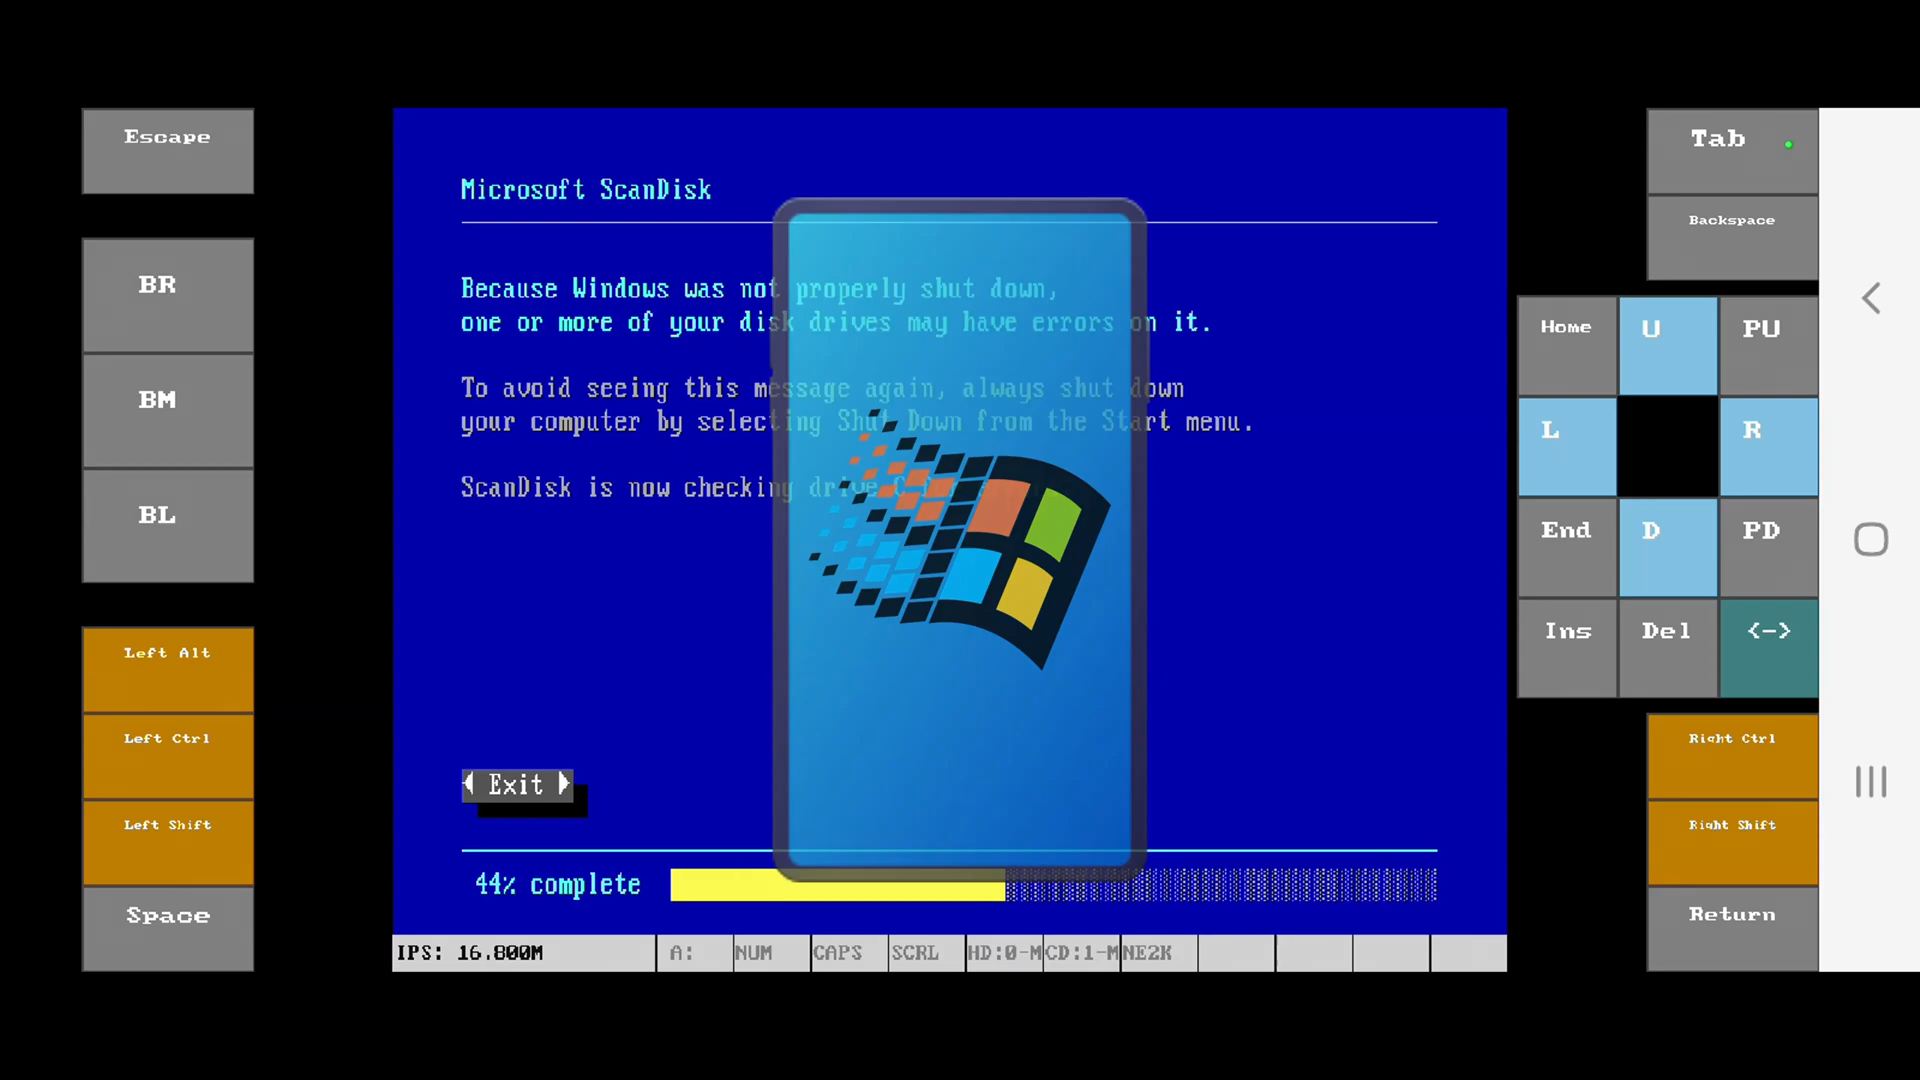 Escape
BR
BM
BL
Left Alt
Left Ctrl
Left Shift
Space
Microsoft ScanDisk
Because Windows was not properly shut down,
one or more of your disk drives may have errors on it.
To avoid seeing this message again, always shut down
your computer by selecting Shut Down from the Start menu.
ScanDisk is now checking drive
Exit
44% complete
IPS: 16.800M
A:
NUM
CAPS
SCRL
HD:0-M
CD:1-M
NE2K
Tab
Backspace
Home
U
PU
L
R
End
D
PD
Ins
Del
<->
Right Ctrl
Right Shift
Return